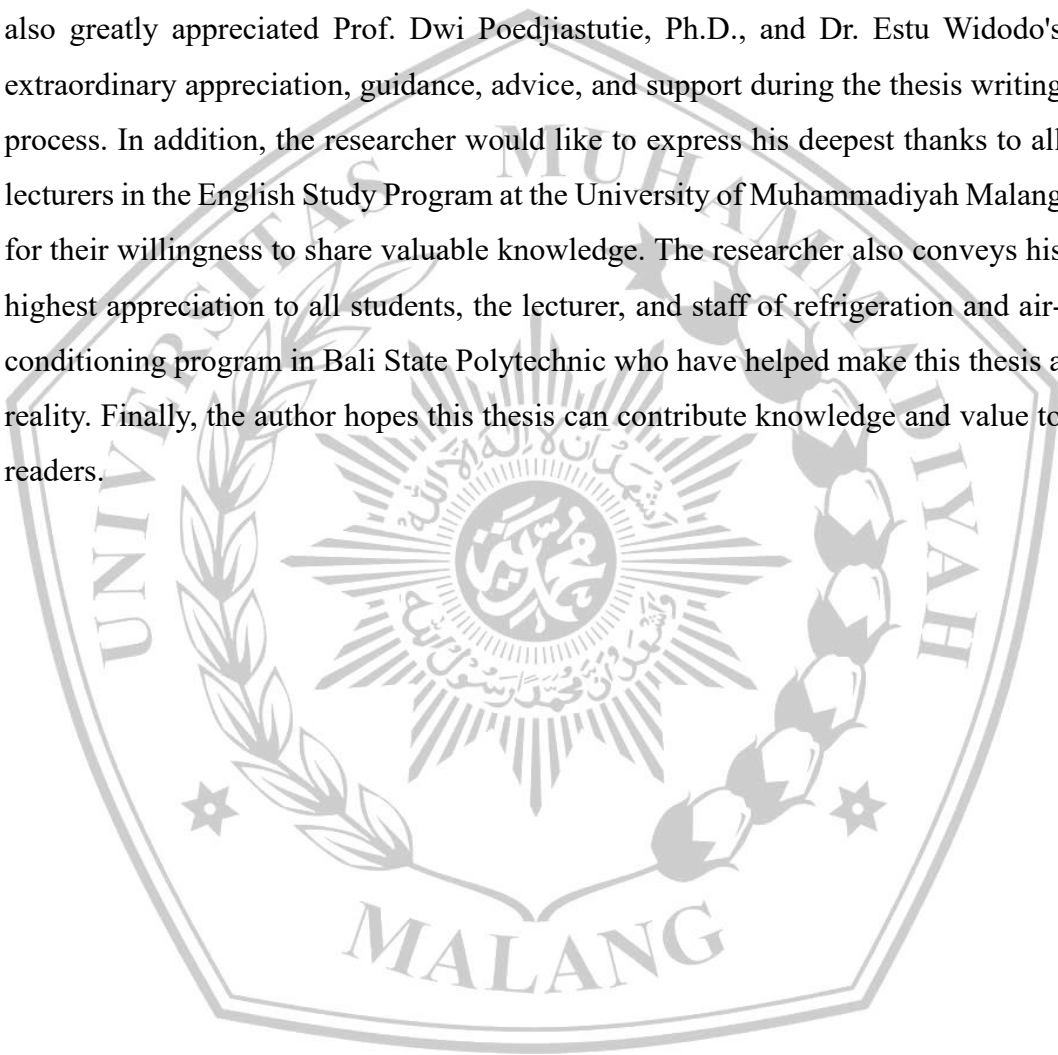 also greatly appreciated Prof. Dwi Poedjiastutie, Ph.D., and Dr. Estu Widodo's
extraordinary appreciation, guidance, advice, and support during the thesis writing
process. In addition, the researcher would like to express his deepest thanks to all
lecturers in the English Study Program at the University of Muhammadiyah Malang
for their willingness to share valuable knowledge. The researcher also conveys his
highest appreciation to all students, the lecturer, and staff of refrigeration and air-
conditioning program in Bali State Polytechnic who have helped make this thesis a
reality. Finally, the author hopes this thesis can contribute knowledge and value to
readers.
UNIVERSITAS MUHAMMADIYAH
MALANG